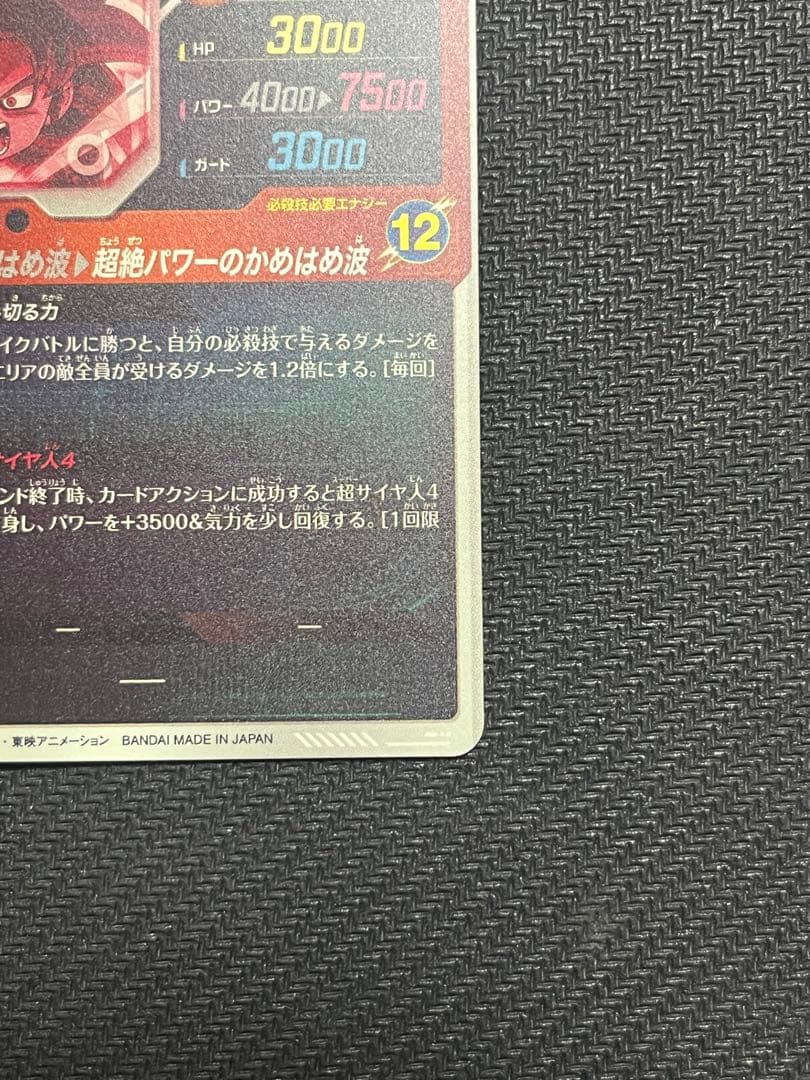 HP 3000
パワー 4000▶7500
ガード 3000
必殺技必要エナジー
12
はめ波▶超絶パワーのかめはめ波
切る力
イクバトルに勝つと、自分の必殺技で与えるダメージを
エリアの敵全員が受けるダメージを1.2倍にする。[毎回]
サイヤ人4
ンド終了時、カードアクションに成功すると超サイヤ人4
身し、パワーを+3500&気力を少し回復する。[1回限
・東映アニメーション BANDAI MADE IN JAPAN